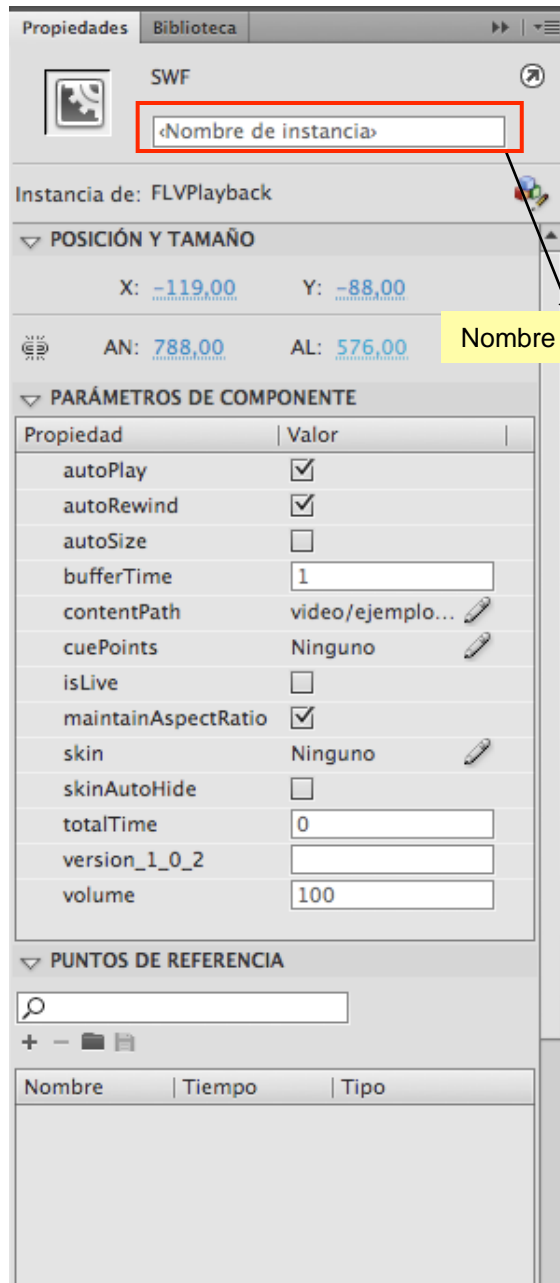 Propiedades Biblioteca
SWF
‹Nombre de instancia›
Instancia de: FLVPlayback
POSICIÓN Y TAMAÑO
X: -119,00 Y: -88,00
AN: 788,00 AL: 576,00
Nombre
PARÁMETROS DE COMPONENTE
Propiedad Valor
autoPlay
autoRewind
autoSize
bufferTime 1
contentPath video/ejemplo...
cuePoints Ninguno
isLive
maintainAspectRatio
skin Ninguno
skinAutoHide
totalTime 0
version_1_0_2
volume 100
PUNTOS DE REFERENCIA
Nombre Tiempo Tipo